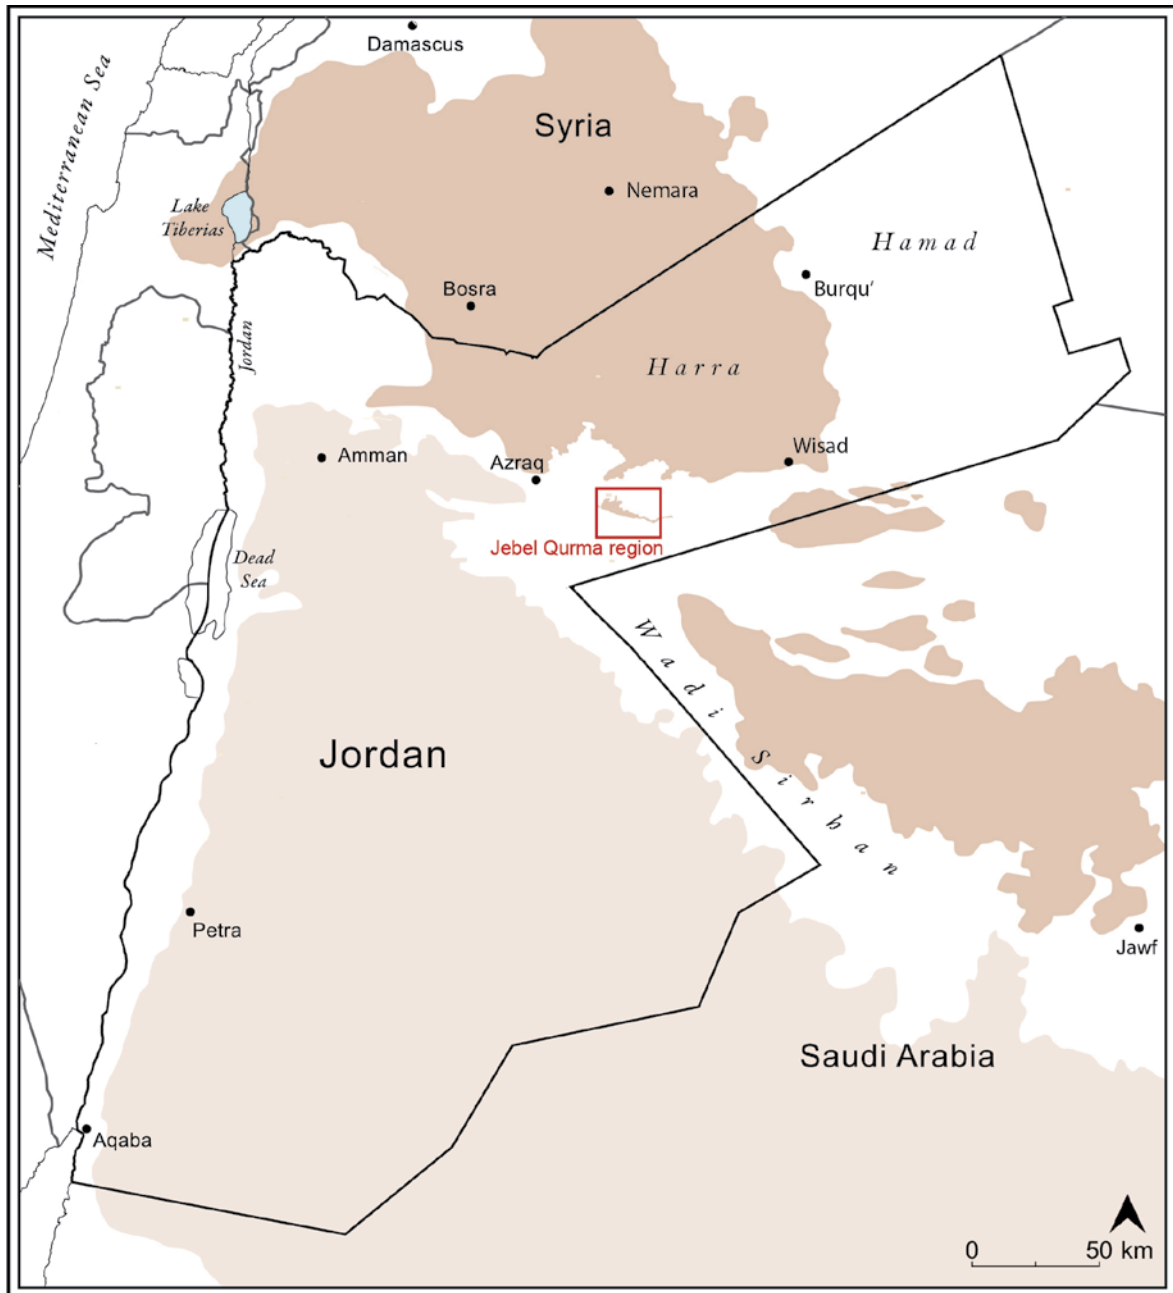 Damascus
Mediterranean Sea
Syria
Nemara
Lake
Tiberias
Hamad
Burqu'
Bosra
Jordan
Harra
Wisad
Amman
Azraq
Jebel Qurma region
Dead
Sea
Wadi Sirhan
Jordan
Petra
Jawf
Saudi Arabia
Aqaba
0 50 km